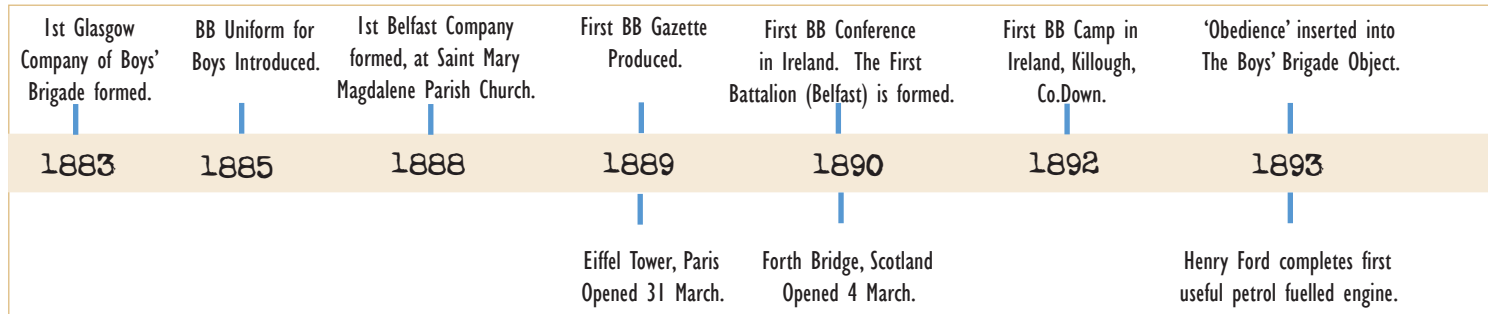 1st Glasgow
Company of Boys'
Brigade formed.
BB Uniform for
Boys Introduced.
1st Belfast Company
formed, at Saint Mary
Magdalene Parish Church.
First BB Gazette
Produced.
First BB Conference
in Ireland. The First
Battalion (Belfast) is formed.
First BB Camp in
Ireland, Killough,
Co.Down.
‘Obedience’ inserted into
The Boys’ Brigade Object.
1883
1885
1888
1889
1890
1892
1893
Eiffel Tower, Paris
Opened 31 March.
Forth Bridge, Scotland
Opened 4 March.
Henry Ford completes first
useful petrol fuelled engine.